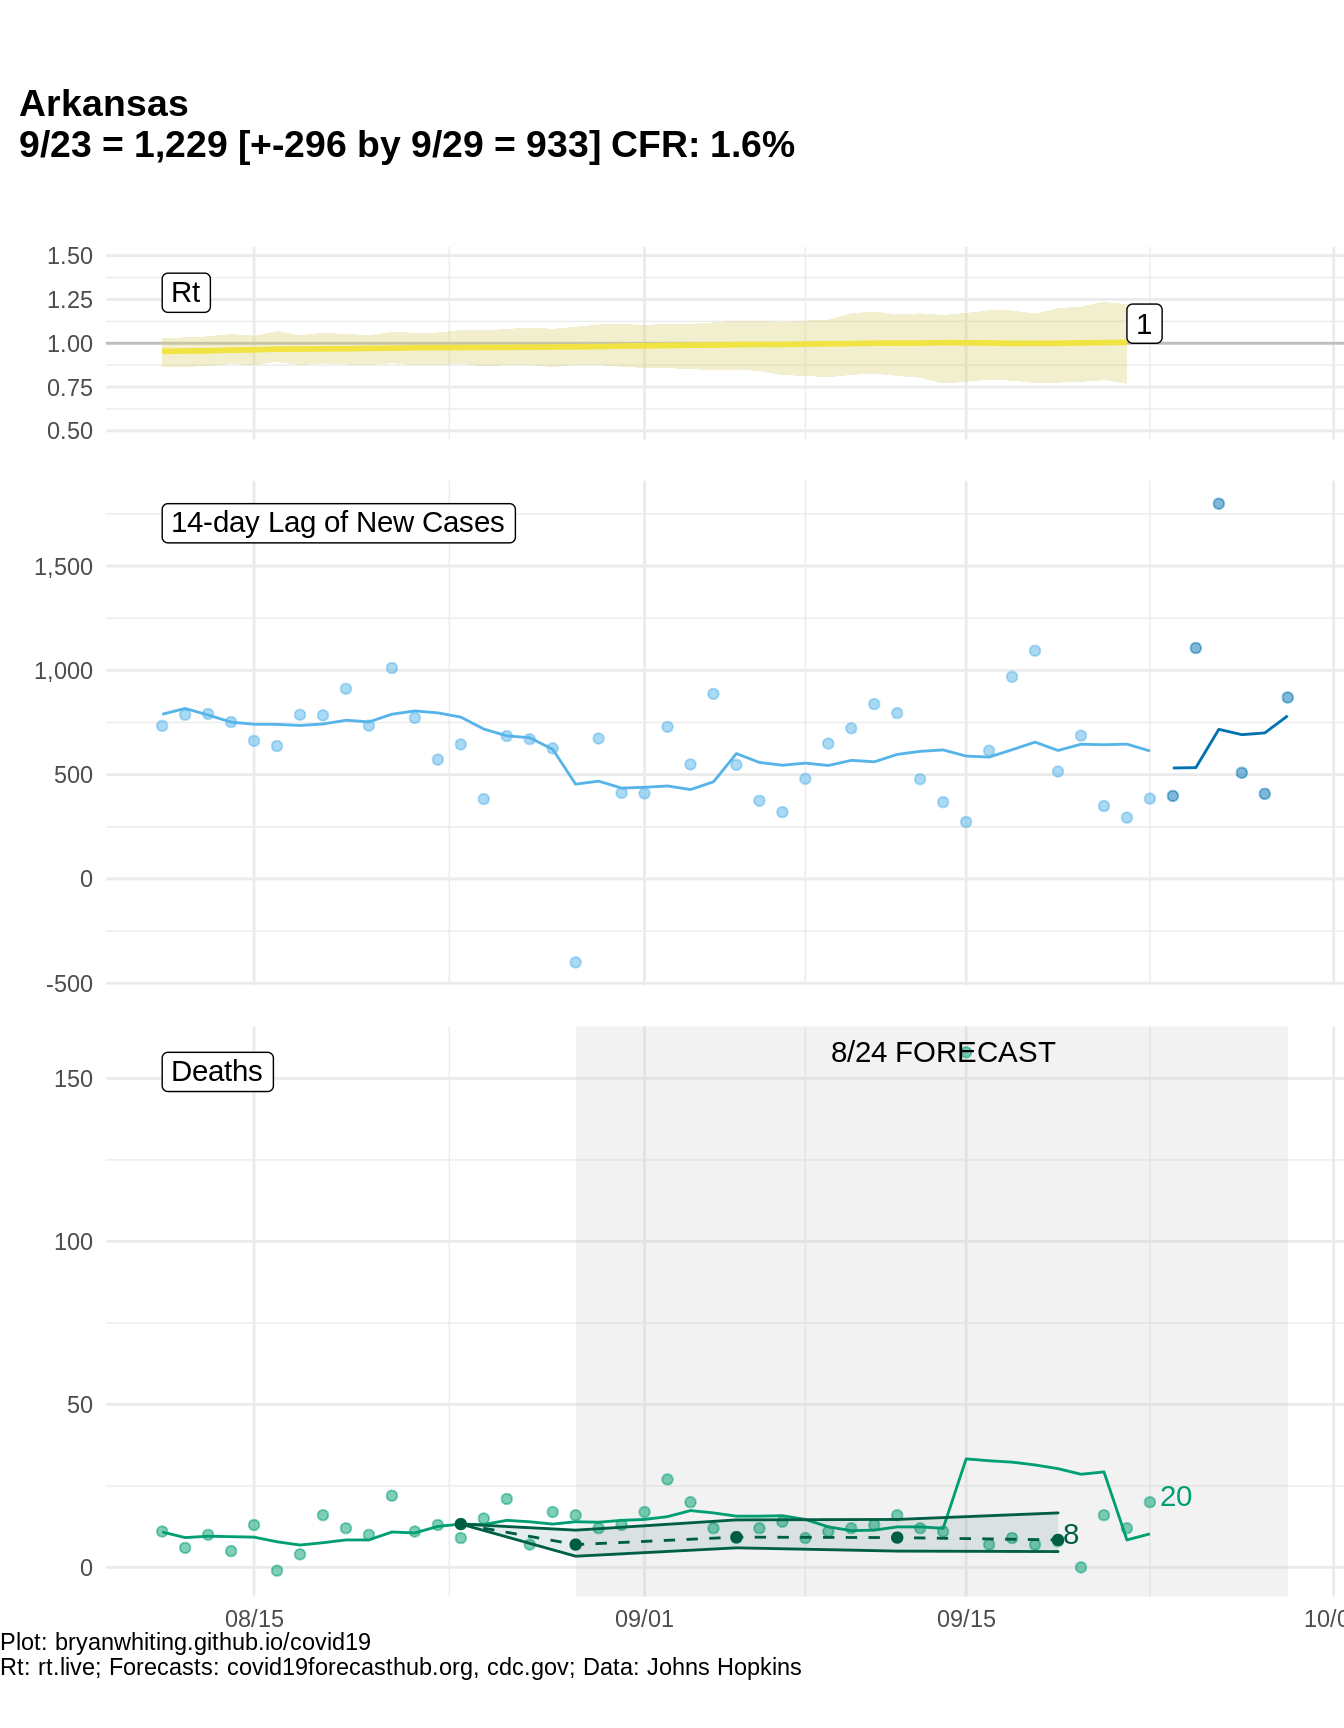 Arkansas
9/23 = 1,229 [+-296 by 9/29 = 933] CFR: 1.6%
1.50
Rt
1.25
1
1.00
0.75
0.50
14-day Lag of New Cases
1,500
1,000
500
0
-500
8/24 FORECAST
Deaths
150
100
50
20
8
0
08/15 09/01 09/15 10/0
Plot: bryanwhiting.github.io/covid19
Rt: rt.live; Forecasts: covid19forecasthub.org, cdc.gov; Data: Johns Hopkins